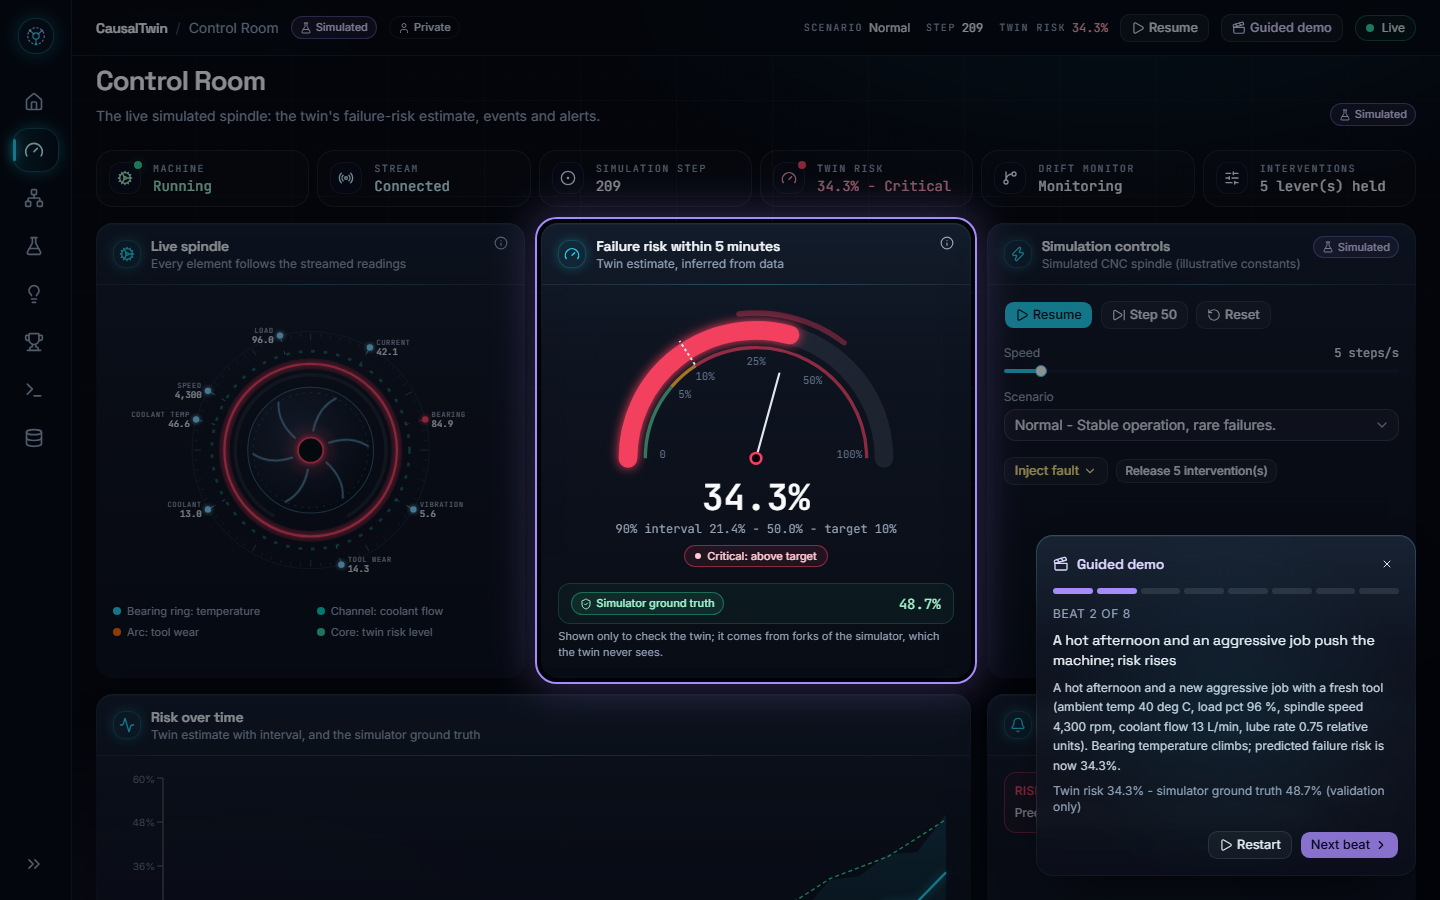 CausalTwin / Control Room Simulated Private
SCENARIO Normal STEP 209 TWIN RISK 34.3% Resume Guided demo Live
Control Room
The live simulated spindle: the twin's failure-risk estimate, events and alerts.
Simulated
MACHINE
Running
STREAM
Connected
SIMULATION STEP
209
TWIN RISK
34.3% - Critical
DRIFT MONITOR
Monitoring
INTERVENTIONS
5 lever(s) held
Live spindle
Every element follows the streamed readings
LOAD
96.0
CURRENT
42.1
SPEED
4,300
COOLANT TEMP
46.6
BEARING
84.9
COOLANT
13.0
VIBRATION
5.6
TOOL WEAR
14.3
Bearing ring: temperature
Channel: coolant flow
Arc: tool wear
Core: twin risk level
Failure risk within 5 minutes
Twin estimate, inferred from data
0
5%
10%
25%
50%
100%
34.3%
90% interval 21.4% - 50.0% - target 10%
Critical: above target
Simulator ground truth 48.7%
Shown only to check the twin; it comes from forks of the simulator, which
the twin never sees.
Simulation controls
Simulated CNC spindle (illustrative constants)
Simulated
Resume Step 50 Reset
Speed 5 steps/s
Scenario
Normal - Stable operation, rare failures.
Inject fault Release 5 intervention(s)
Risk over time
Twin estimate with interval, and the simulator ground truth
60%
48%
36%
Guided demo
BEAT 2 OF 8
A hot afternoon and an aggressive job push the
machine; risk rises
A hot afternoon and a new aggressive job with a fresh tool
(ambient temp 40 deg C, load pct 96 %, spindle speed
4,300 rpm, coolant flow 13 L/min, lube rate 0.75 relative
units). Bearing temperature climbs; predicted failure risk is
now 34.3%.
Twin risk 34.3% - simulator ground truth 48.7% (validation
only)
Restart Next beat